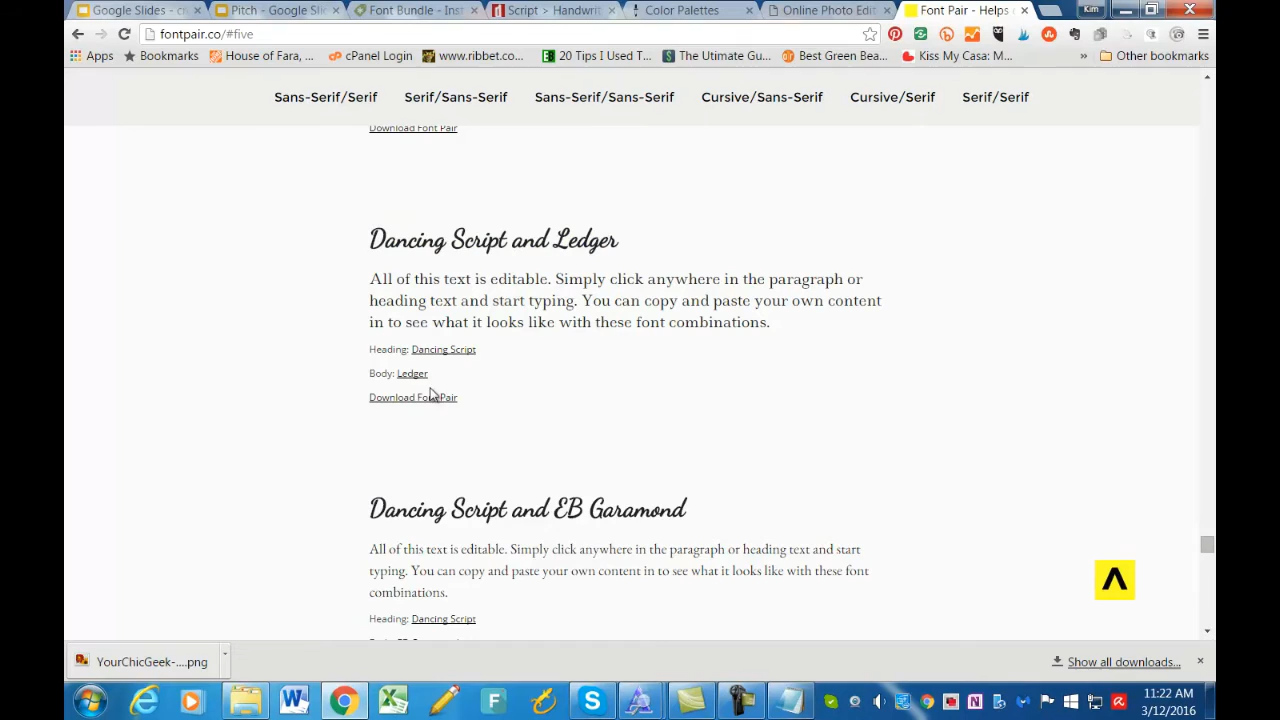 Google Slides - cr
Pitch - Google Sli
Font Bundle - Inst
Script > Handwrit
Color Palettes
Online Photo Edit
Font Pair - Helps
Kim
fontpair.co/#five
Apps
Bookmarks
House of Fara, ...
cPanel Login
www.ribbet.co...
20 Tips I Used T...
The Utimate Gu...
Best Green Bea...
Kiss My Casa: M...
»
Other bookmarks
Sans-Serif/Serif
Serif/Sans-Serif
Sans-Serif/Sans-Serif
Cursive/Sans-Serif
Cursive/Serif
Serif/Serif
Download Font Pair
Dancing Script and Ledger
All of this text is editable. Simply click anywhere in the paragraph or
heading text and start typing. You can copy and paste your own content
in to see what it looks like with these font combinations.
Heading: Dancing Script
Body: Ledger
Download Font Pair
Dancing Script and EB Garamond
All of this text is editable. Simply click anywhere in the paragraph or heading text and start
typing. You can copy and paste your own content in to see what it looks like with these font
combinations.
Heading: Dancing Script
YourChicGeek-....png
Show all downloads...
11:22 AM
3/12/2016